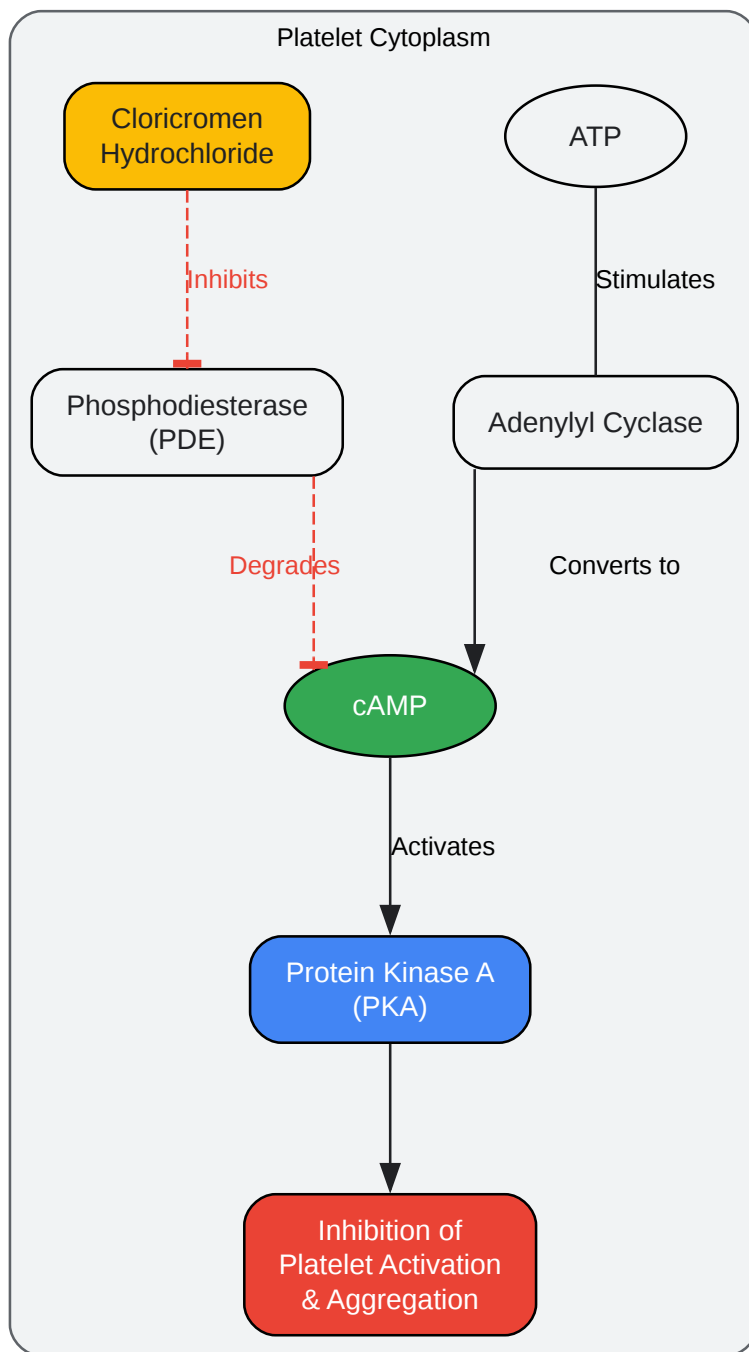 Platelet Cytoplasm
Cloricromen
Hydrochloride
ATP
Inhibits
Stimulates
Phosphodiesterase
(PDE)
Adenylyl Cyclase
Degrades
Converts to
cAMP
Activates
Protein Kinase A
(PKA)
Inhibition of
Platelet Activation
& Aggregation